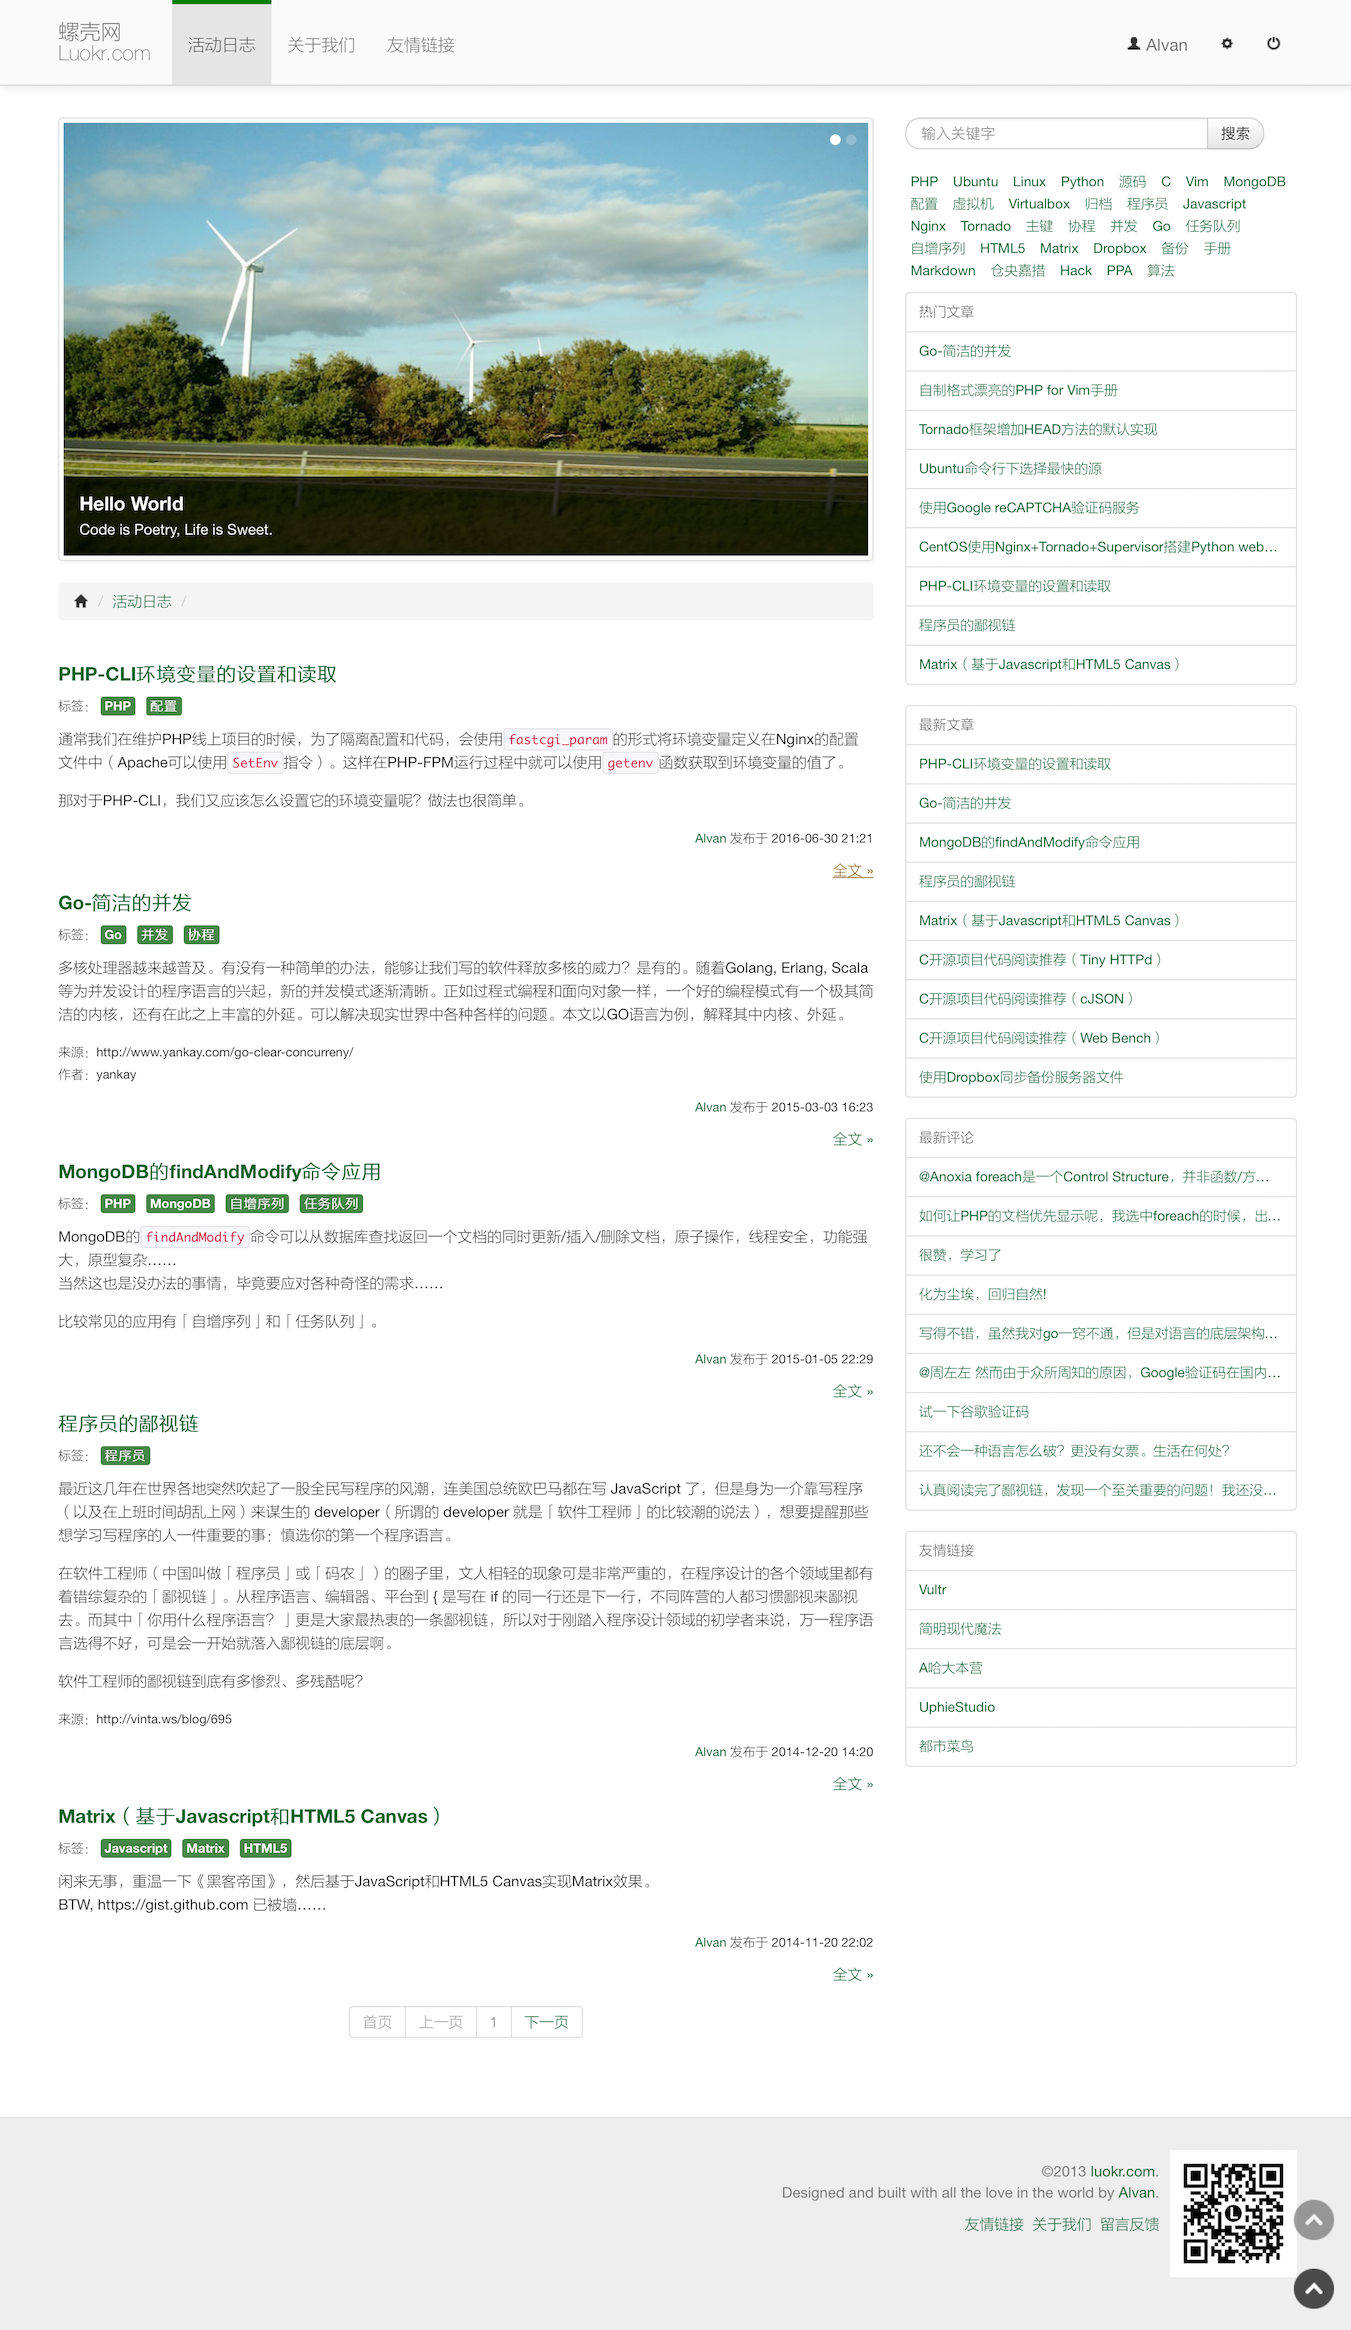 螺壳网
Luokr.com
活动日志
关于我们
友情链接
Alvan
Hello World
Code is Poetry, Life is Sweet.
/ 活动日志 /
PHP-CLI环境变量的设置和读取
标签： PHP 配置
通常我们在维护PHP线上项目的时候，为了隔离配置和代码，会使用 fastcgi_param 的形式将环境变量定义在Nginx的配置
文件中（Apache可以使用 SetEnv 指令）。这样在PHP-FPM运行过程中就可以使用 getenv 函数获取到环境变量的值了。
那对于PHP-CLI，我们又应该怎么设置它的环境变量呢？做法也很简单。
Alvan 发布于 2016-06-30 21:21
全文 »
Go-简洁的并发
标签： Go 并发 协程
多核处理器越来越普及。有没有一种简单的办法，能够让我们写的软件释放多核的威力？是有的。随着Golang, Erlang, Scala
等为并发设计的程序语言的兴起，新的并发模式逐渐清晰。正如过程式编程和面向对象一样，一个好的编程模式有一个极其简
洁的内核，还有在此之上丰富的外延。可以解决现实世界中各种各样的问题。本文以GO语言为例，解释其中内核、外延。
来源：http://www.yankay.com/go-clear-concurreny/
作者：yankay
Alvan 发布于 2015-03-03 16:23
全文 »
MongoDB的findAndModify命令应用
标签： PHP MongoDB 自增序列 任务队列
MongoDB的 findAndModify 命令可以从数据库查找返回一个文档的同时更新/插入/删除文档，原子操作，线程安全，功能强
大，原型复杂……
当然这也是没办法的事情，毕竟要应对各种奇怪的需求……
比较常见的应用有「自增序列」和「任务队列」。
Alvan 发布于 2015-01-05 22:29
全文 »
程序员的鄙视链
标签： 程序员
最近这几年在世界各地突然吹起了一股全民写程序的风潮，连美国总统欧巴马都在写 JavaScript 了，但是身为一个靠写程序
（以及在上班时间胡乱上网）来谋生的 developer（所谓的 developer 就是「软件工程师」的比较潮的说法），想要提醒那些
想学习写程序的人一件重要的事：慎选你的第一个程序语言。
在软件工程师（中国叫做「程序员」或「码农」）的圈子里，文人相轻的现象可是非常严重的，在程序设计的各个领域里都有
着错综复杂的「鄙视链」。从程序语言、编辑器、平台到 { 是写在 if 的同一行还是下一行，不同阵营的人都习惯鄙视来鄙视
去。而其中「你用什么程序语言？」更是大家最热衷的一条鄙视链，所以对于刚踏入程序设计领域的初学者来说，万一程序语
言选得不好，可是会一开始就落入鄙视链的底层啊。
软件工程师的鄙视链到底有多惨烈、多残酷呢？
来源：http://vinta.ws/blog/695
Alvan 发布于 2014-12-20 14:20
全文 »
Matrix（基于Javascript和HTML5 Canvas）
标签： Javascript Matrix HTML5
闲来无事，重温一下《黑客帝国》，然后基于JavaScript和HTML5 Canvas实现Matrix效果。
BTW, https://gist.github.com 已被墙……
Alvan 发布于 2014-11-20 22:02
全文 »
首页 上一页 1 下一页
输入关键字 搜索
PHP Ubuntu Linux Python 源码 C Vim MongoDB
配置 虚拟机 Virtualbox 归档 程序员 Javascript
Nginx Tornado 主键 协程 并发 Go 任务队列
自增序列 HTML5 Matrix Dropbox 备份 手册
Markdown 仓央嘉措 Hack PPA 算法
热门文章
Go-简洁的并发
自制格式漂亮的PHP for Vim手册
Tornado框架增加HEAD方法的默认实现
Ubuntu命令行下选择最快的源
使用Google reCAPTCHA验证码服务
CentOS使用Nginx+Tornado+Supervisor搭建Python web...
PHP-CLI环境变量的设置和读取
程序员的鄙视链
Matrix（基于Javascript和HTML5 Canvas）
最新文章
PHP-CLI环境变量的设置和读取
Go-简洁的并发
MongoDB的findAndModify命令应用
程序员的鄙视链
Matrix（基于Javascript和HTML5 Canvas）
C开源项目代码阅读推荐（Tiny HTTPd）
C开源项目代码阅读推荐（cJSON）
C开源项目代码阅读推荐（Web Bench）
使用Dropbox同步备份服务器文件
最新评论
@Anoxia foreach是一个Control Structure，并非函数/方...
如何让PHP的文档优先显示呢，我选中foreach的时候，出...
很赞，学习了
化为尘埃，回归自然!
写得不错，虽然我对go一窍不通，但是对语言的底层架构...
@周左左 然而由于众所周知的原因，Google验证码在国内...
试一下谷歌验证码
还不会一种语言怎么破？更没有女票。生活在何处？
认真阅读完了鄙视链，发现一个至关重要的问题！我还没...
友情链接
Vultr
简明现代魔法
A哈大本营
UphieStudio
都市菜鸟
©2013 luokr.com.
Designed and built with all the love in the world by Alvan.
友情链接 关于我们 留言反馈